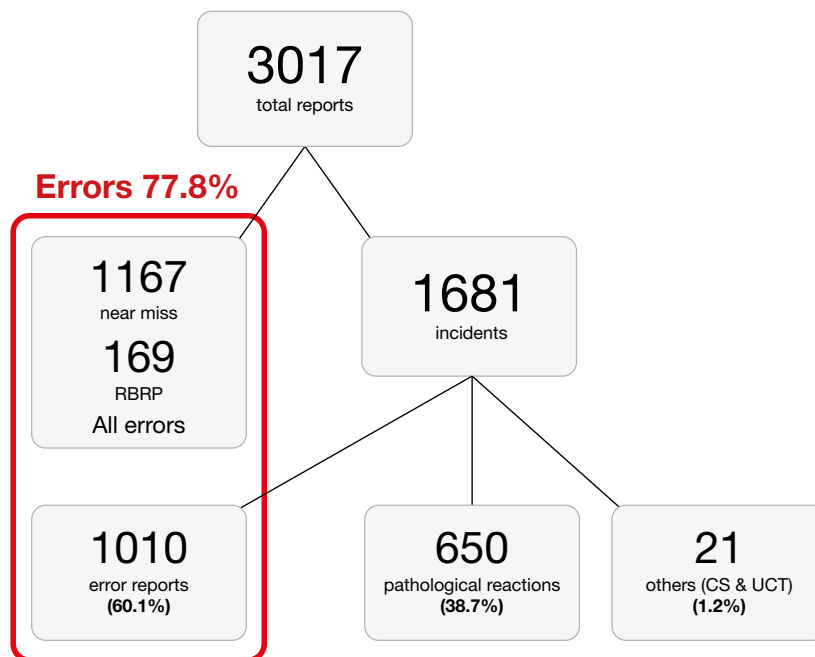 3017
total reports
Errors 77.8%
1167
near miss
169
RBRP
All errors
1681
incidents
1010
error reports
(60.1%)
650
pathological reactions
(38.7%)
21
others (CS & UCT)
(1.2%)